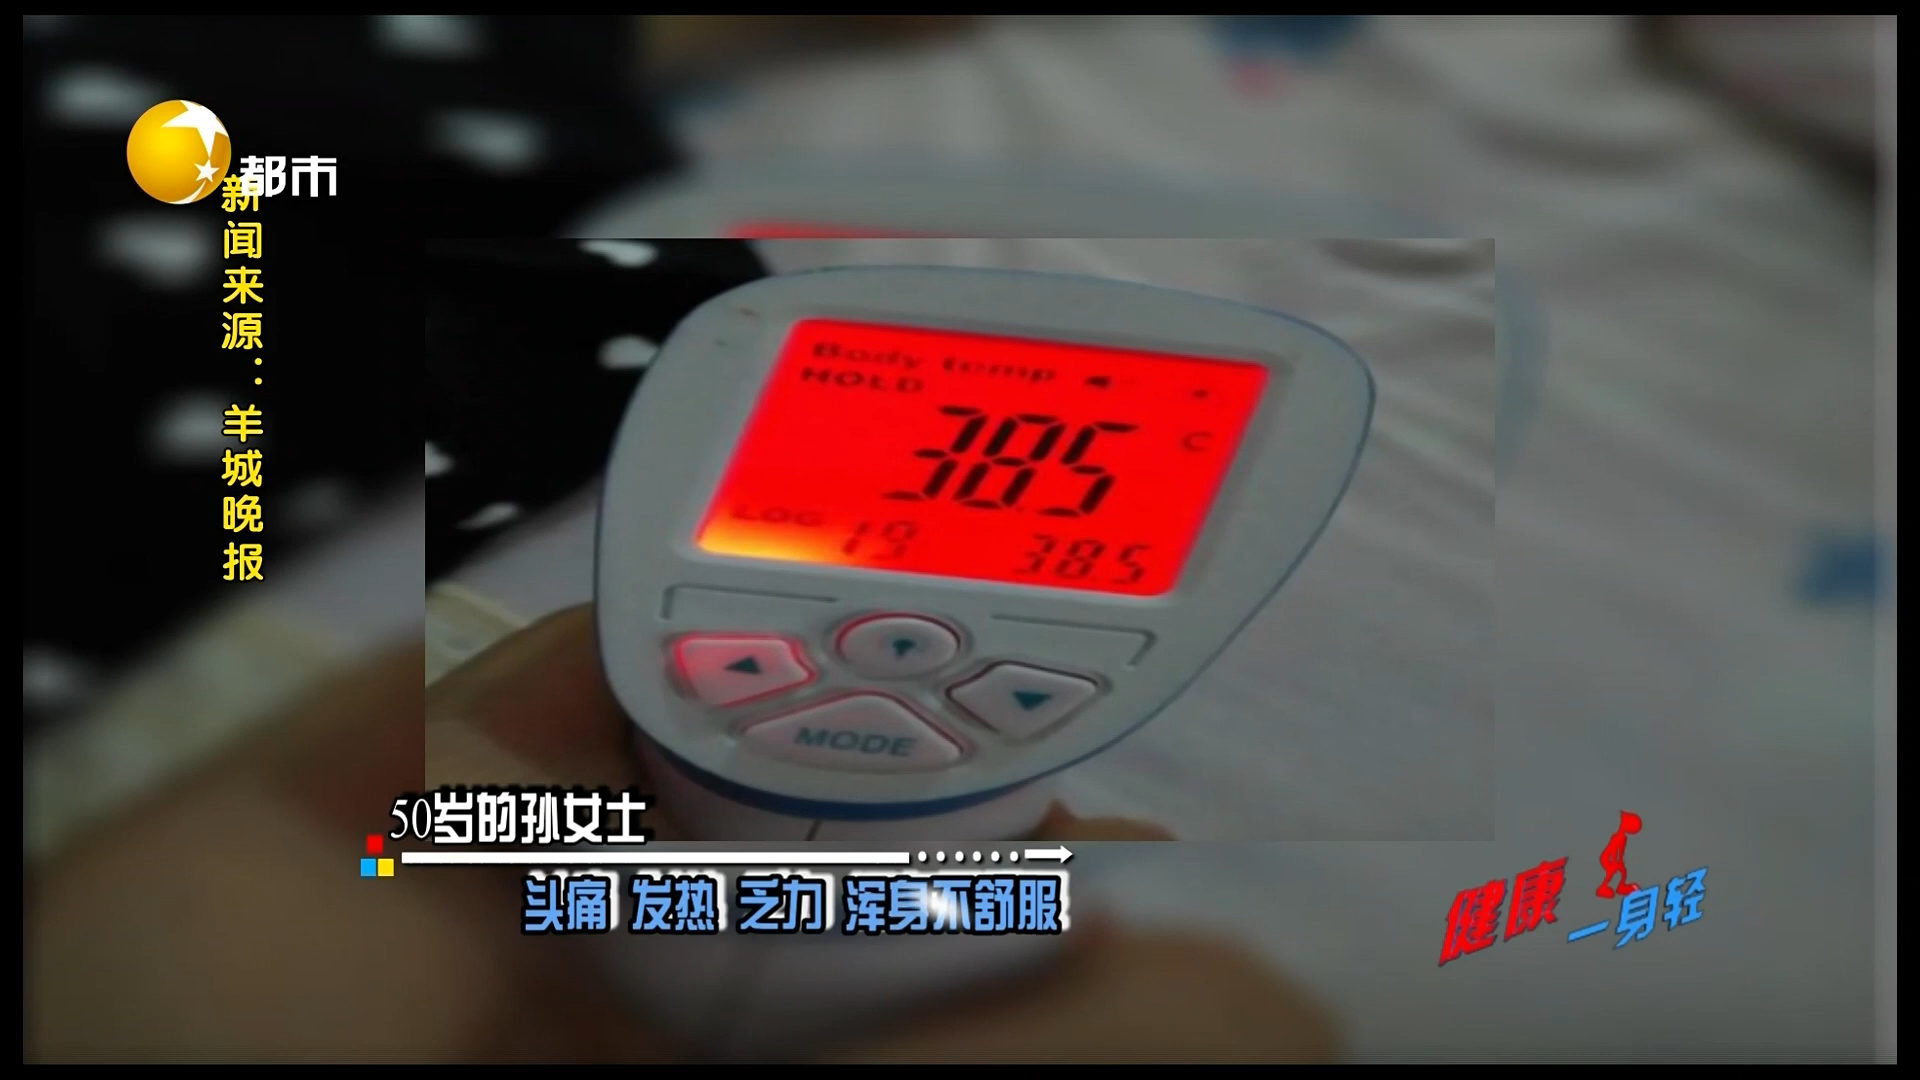 都市
新闻来源：羊城晚报
Body temp
HOLD
38.5
C
LOG 19 38.5
MODE
50岁的孙女士
头痛 发热 乏力 浑身不舒服
健康一身轻